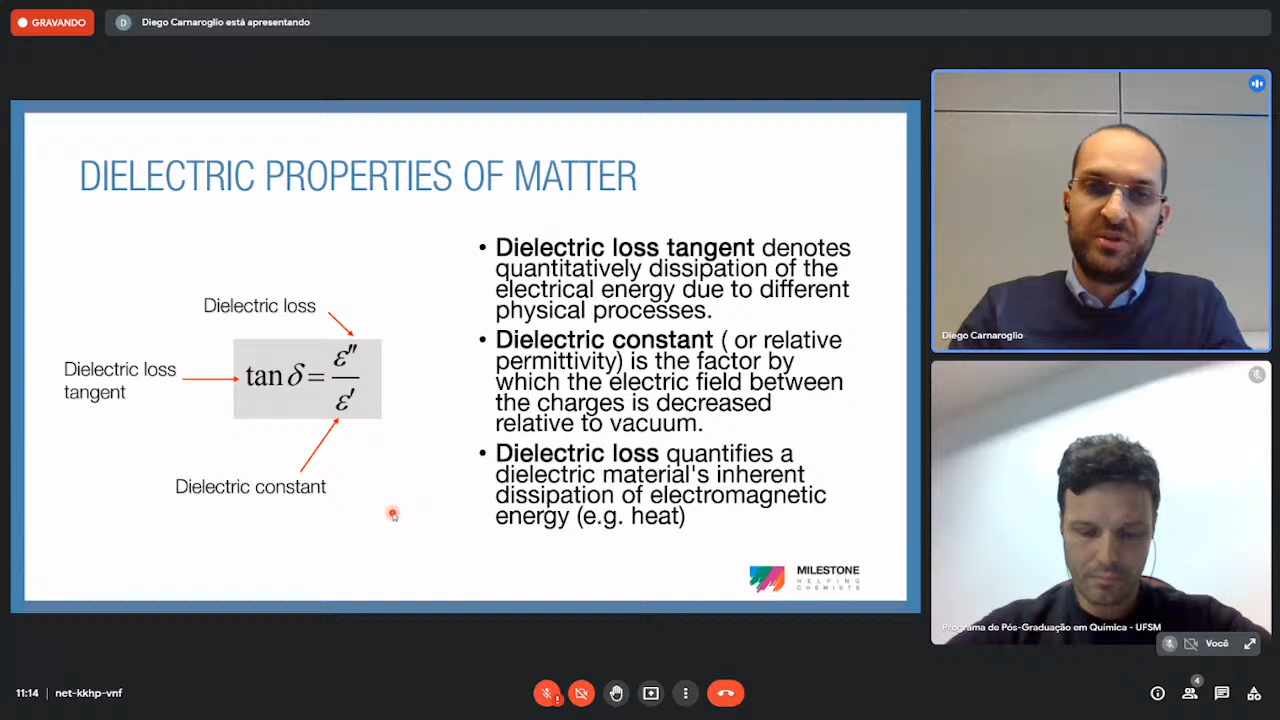 GRAVANDO
D
Diego Carnaroglio está apresentando
DIELECTRIC PROPERTIES OF MATTER
Dielectric loss
Dielectric loss
tangent
tan δ = ε″
ε′
Dielectric constant
• Dielectric loss tangent denotes
quantitatively dissipation of the
electrical energy due to different
physical processes.
• Dielectric constant ( or relative
permittivity) is the factor by
which the electric field between
the charges is decreased
relative to vacuum.
• Dielectric loss quantifies a
dielectric material's inherent
dissipation of electromagnetic
energy (e.g. heat)
MILESTONE
HELPING
CHEMISTS
Diego Carnaroglio
Programa de Pós-Graduação em Química - UFSM
Você
11:14 | net-kkhp-vnf
4